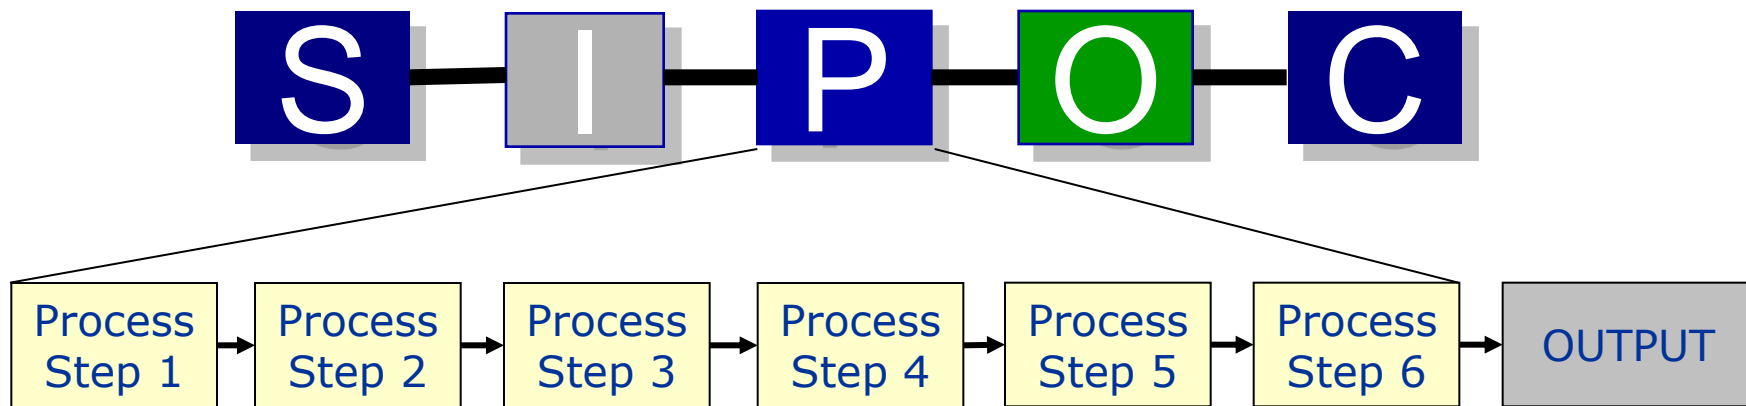 S I P O C
Process Process Process Process Process Process
Step 1 Step 2 Step 3 Step 4 Step 5 Step 6
OUTPUT